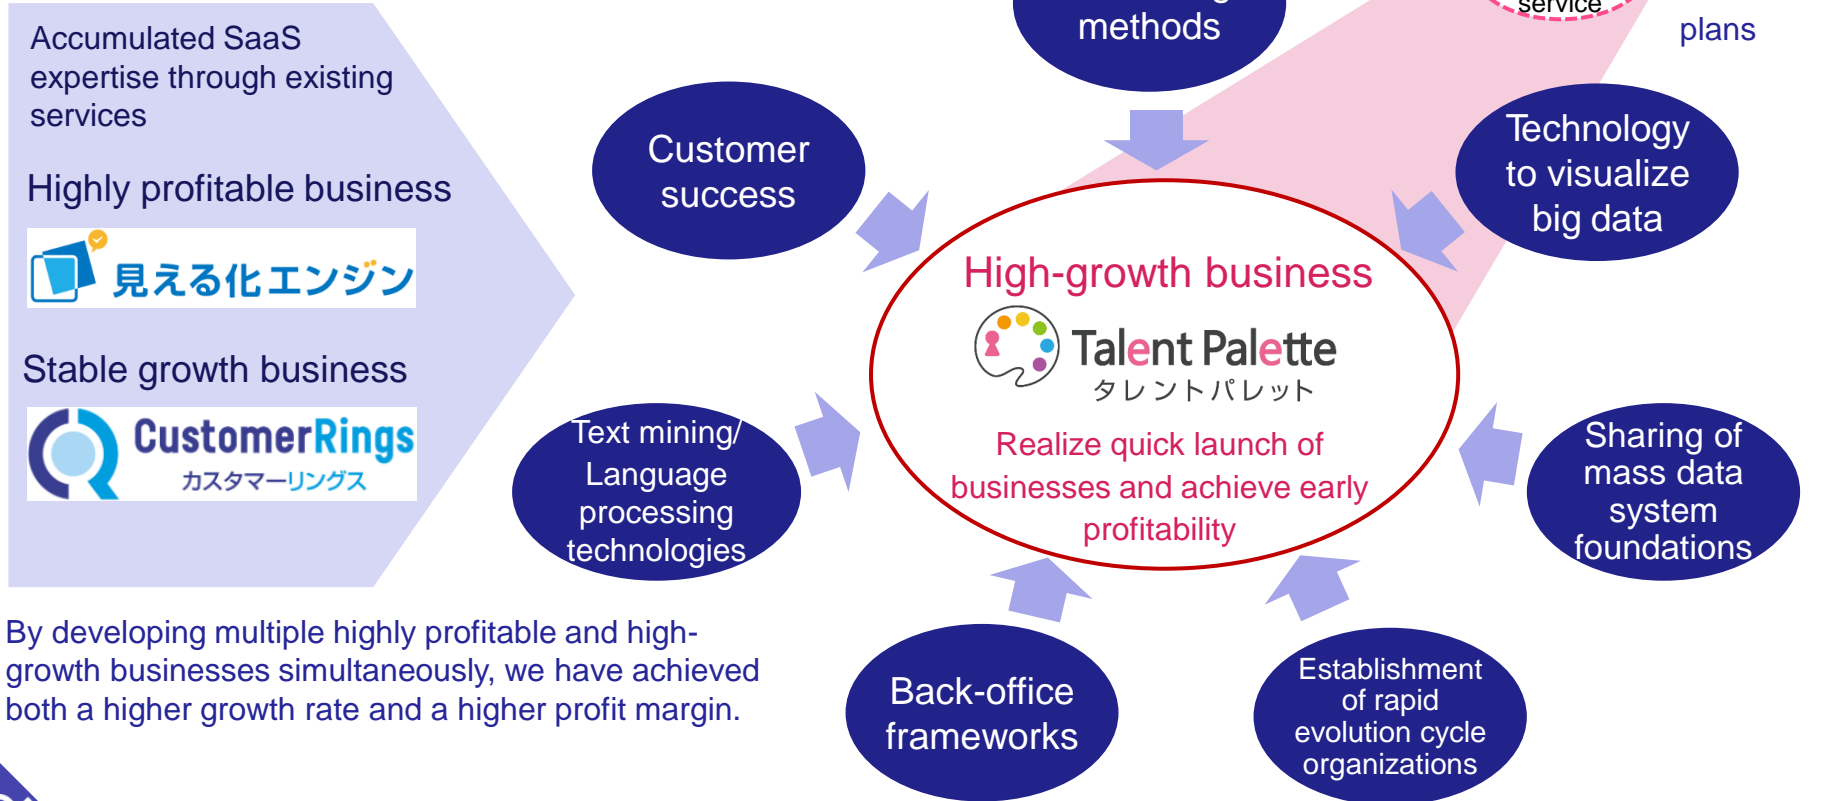 service
plans
methods
Accumulated SaaS
expertise through existing
services
Highly profitable business
見える化エンジン
Stable growth business
CustomerRings
カスタマーリングス
Customer
success
Technology
to visualize
big data
High-growth business
Talent Palette
タレントパレット
Realize quick launch of
businesses and achieve early
profitability
Text mining/
Language
processing
technologies
Sharing of
mass data
system
foundations
Back-office
frameworks
Establishment
of rapid
evolution cycle
organizations
By developing multiple highly profitable and high-
growth businesses simultaneously, we have achieved
both a higher growth rate and a higher profit margin.